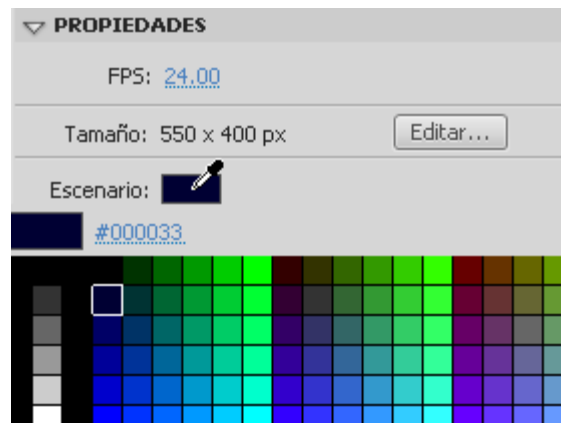 PROPIEDADES
FPS: 24.00
Tamaño: 550 x 400 px Editar...
Escenario:
#000033